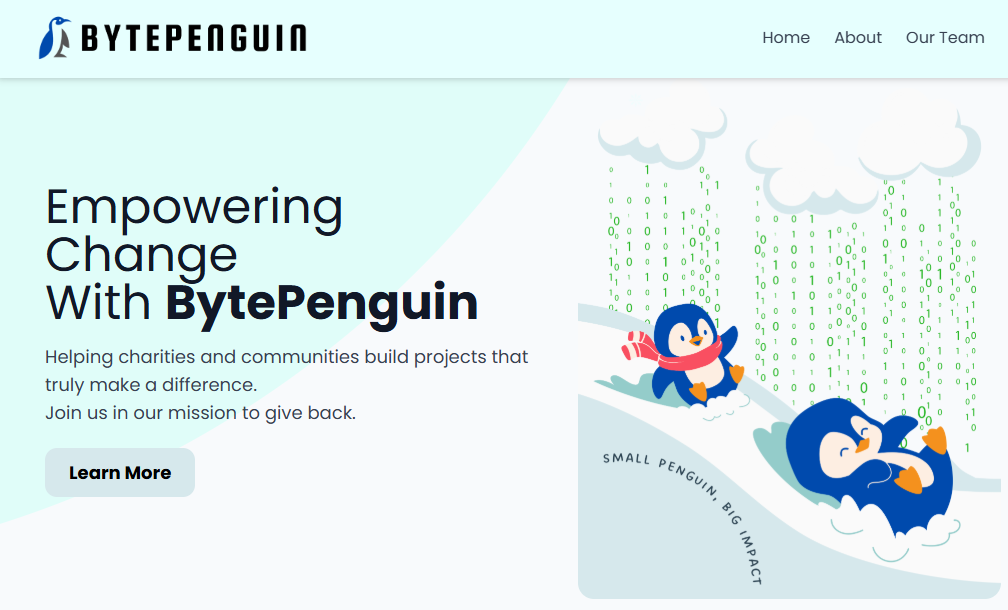 BYTEPENGUIN
Home
About
Our Team
Empowering
Change
With BytePenguin
Helping charities and communities build projects that
truly make a difference.
Join us in our mission to give back.
Learn More
SMALL PENGUIN, BIG IMPACT